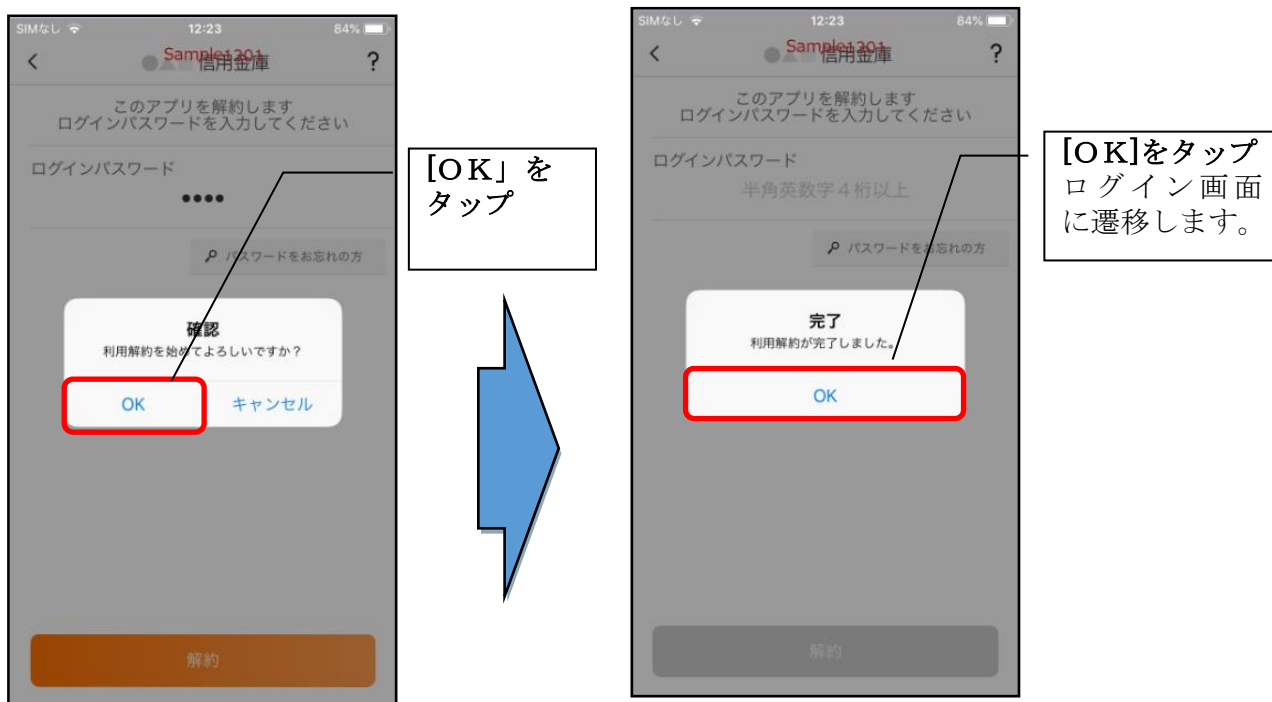 SIMなし 12:23 84%
< Sample1201 信用金庫 ?
このアプリを解約します
ログインパスワードを入力してください
ログインパスワード
••••
パスワードをお忘れの方
確認
利用解約を始めてよろしいですか？
OK キャンセル
解約
[OK」を
タップ
SIMなし 12:23 84%
< Sample1201 信用金庫 ?
このアプリを解約します
ログインパスワードを入力してください
ログインパスワード
半角英数字４桁以上
パスワードをお忘れの方
完了
利用解約が完了しました。
OK
解約
[OK]をタップ
ログイン画面
に遷移します。